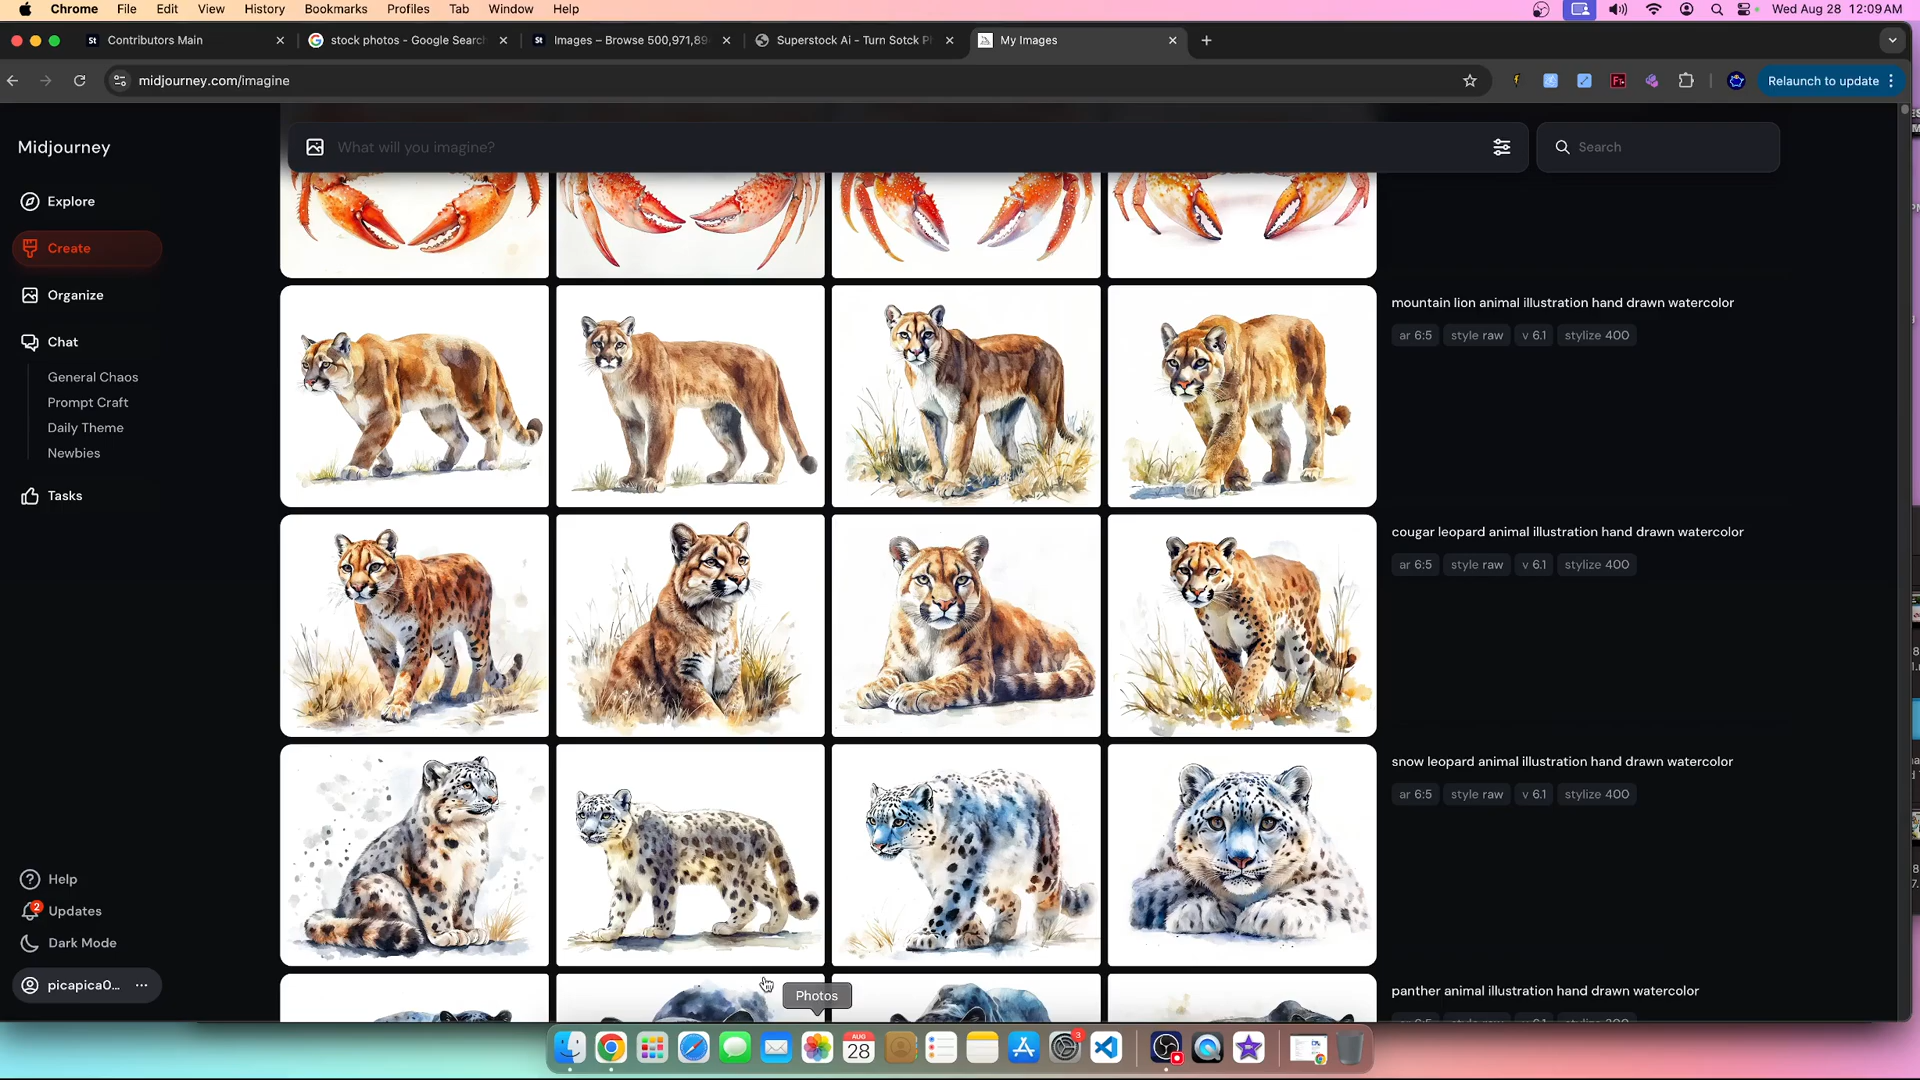 Chrome File Edit View History Bookmarks Profiles Tab Window Help Wed Aug 28 12:09 AM
St Contributors Main stock photos - Google Search St Images – Browse 500,971,89 Superstock Ai - Turn Sotck Ph My Images
midjourney.com/imagine Relaunch to update
Midjourney
What will you imagine?
Search
Explore
Create
Organize
Chat
General Chaos
Prompt Craft
Daily Theme
Newbies
Tasks
mountain lion animal illustration hand drawn watercolor
ar 6:5 style raw v 6.1 stylize 400
cougar leopard animal illustration hand drawn watercolor
ar 6:5 style raw v 6.1 stylize 400
snow leopard animal illustration hand drawn watercolor
ar 6:5 style raw v 6.1 stylize 400
panther animal illustration hand drawn watercolor
Help
2 Updates
Dark Mode
picapica0...
Photos
AUG
28
3